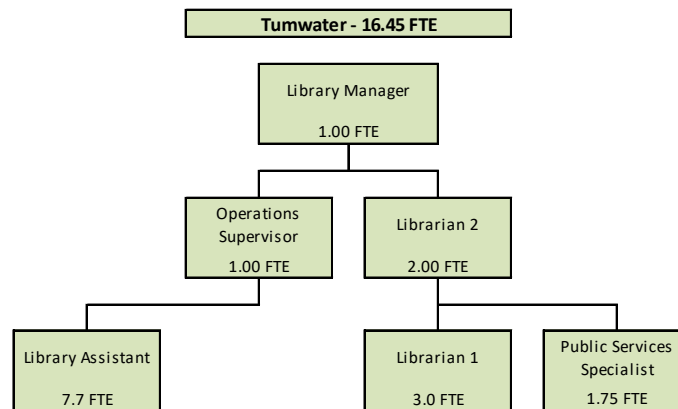 Tumwater - 16.45 FTE
Library Manager
1.00 FTE
Operations
Supervisor
1.00 FTE
Librarian 2
2.00 FTE
Library Assistant
7.7 FTE
Librarian 1
3.0 FTE
Public Services
Specialist
1.75 FTE